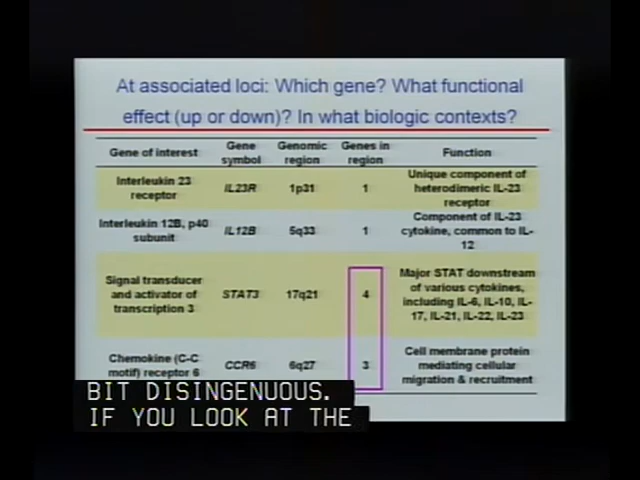 At associated loci: Which gene? What functional
effect (up or down)? In what biologic contexts?
Gene of interest
Gene
symbol
Genomic
region
Genes in
region
Function
Interleukin 23
receptor
IL23R
1p31
1
Unique component of
heterodimeric IL-23
receptor
Interleukin 12B, p40
subunit
IL12B
5q33
1
Component of IL-23
cytokine, common to IL-
12
Signal transducer
and activator of
transcription 3
STAT3
17q21
4
Major STAT downstream
of various cytokines,
including IL-6, IL-10, IL-
17, IL-21, IL-22, IL-23
Chemokine (C-C
motif) receptor 6
CCR6
6q27
3
Cell membrane protein
mediating cellular
migration & recruitment
BIT DISINGENUOUS.
IF YOU LOOK AT THE